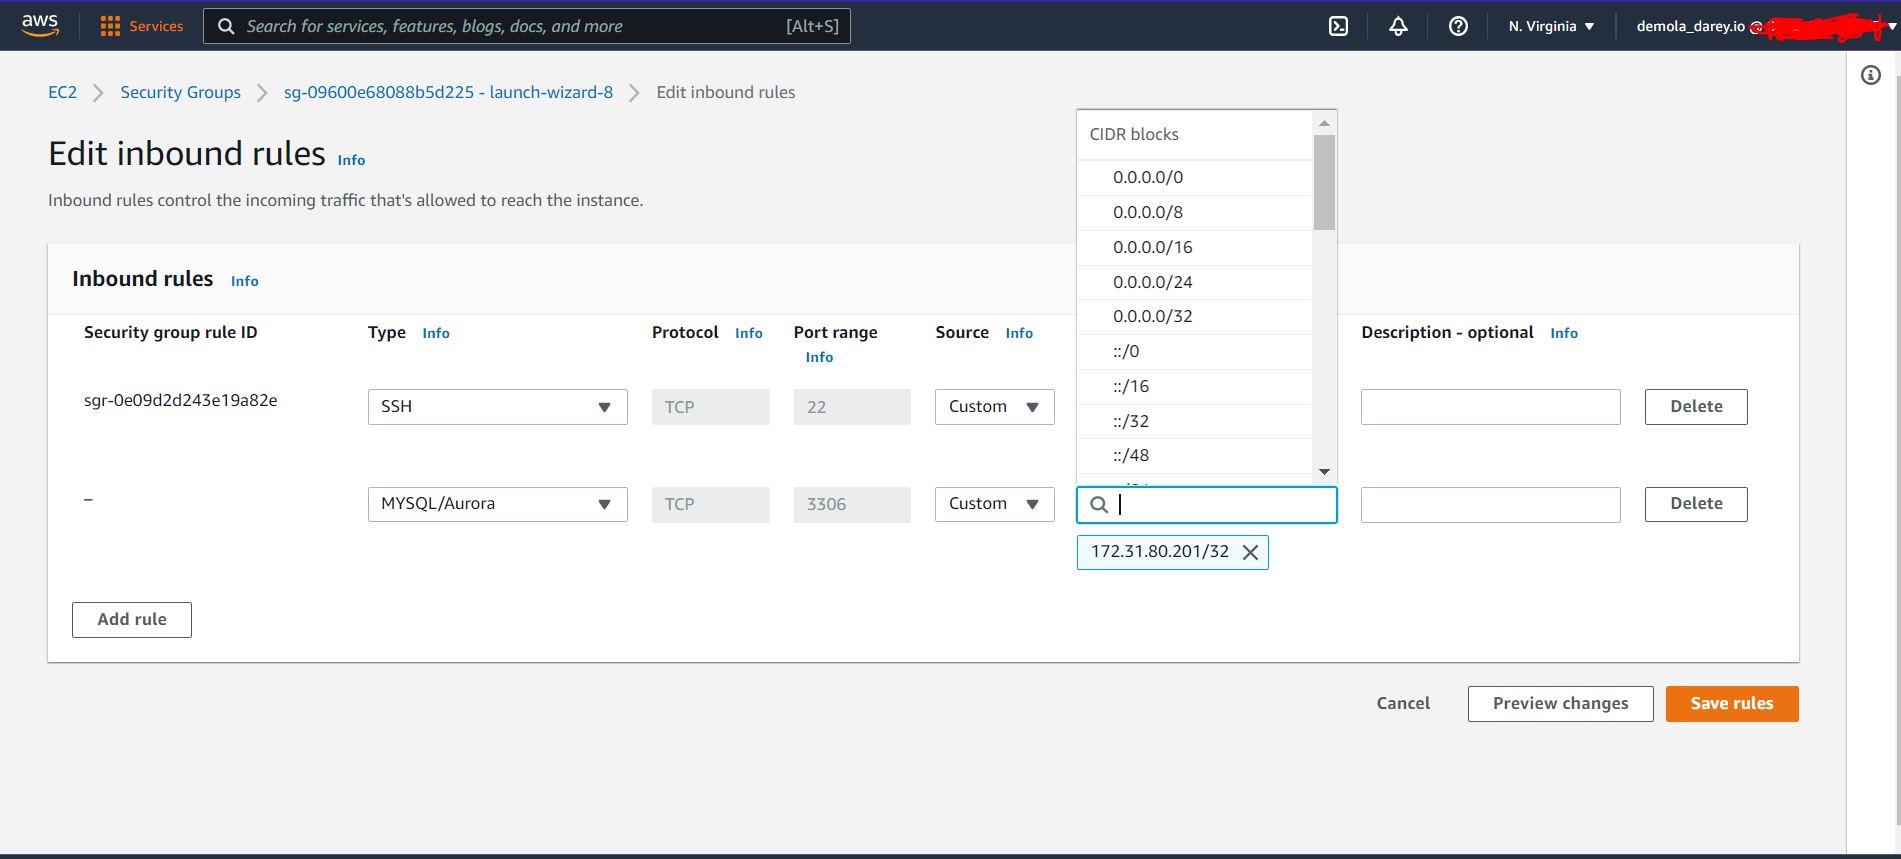 aws Services Search for services, features, blogs, docs, and more [Alt+S] N. Virginia demola_darey.io @
EC2 Security Groups sg-09600e68088b5d225 - launch-wizard-8 Edit inbound rules
Edit inbound rules Info
Inbound rules control the incoming traffic that's allowed to reach the instance.
CIDR blocks
0.0.0.0/0
0.0.0.0/8
0.0.0.0/16
0.0.0.0/24
0.0.0.0/32
::/0
::/16
::/32
::/48
Inbound rules Info
Security group rule ID Type Info Protocol Info Port range Info Source Info Description - optional Info
sgr-0e09d2d243e19a82e SSH TCP 22 Custom Delete
– MYSQL/Aurora TCP 3306 Custom Delete
172.31.80.201/32
Add rule
Cancel Preview changes Save rules